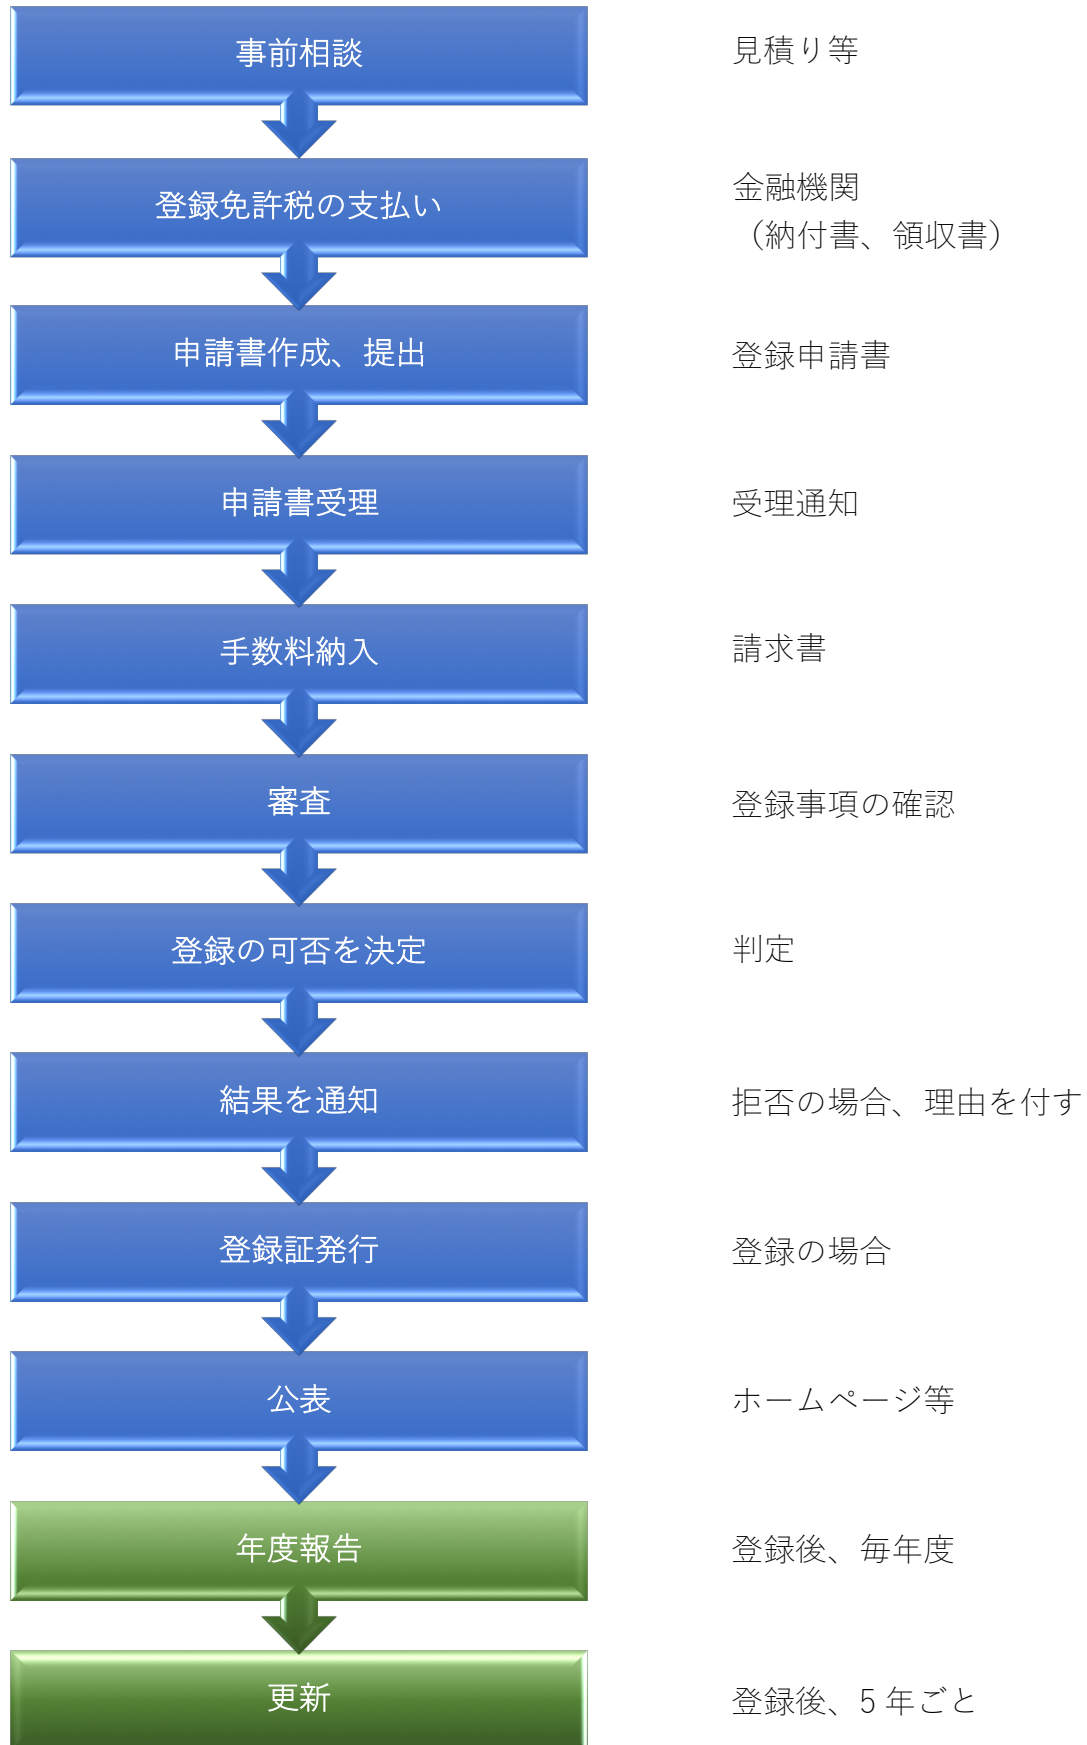 事前相談
見積り等
登録免許税の支払い
金融機関
（納付書、領収書）
申請書作成、提出
登録申請書
申請書受理
受理通知
手数料納入
請求書
審査
登録事項の確認
登録の可否を決定
判定
結果を通知
拒否の場合、理由を付す
登録証発行
登録の場合
公表
ホームページ等
年度報告
登録後、毎年度
更新
登録後、5 年ごと